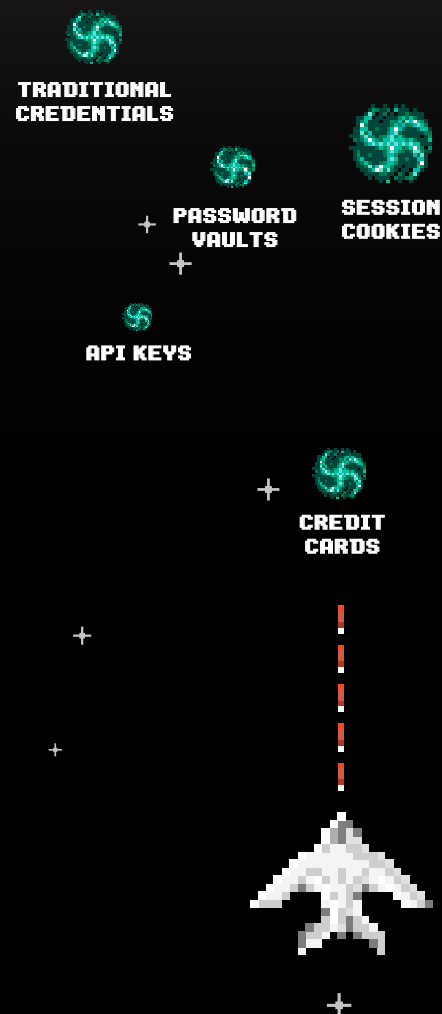 TRADITIONAL
CREDENTIALS
PASSWORD
VAULTS
SESSION
COOKIES
API KEYS
CREDIT
CARDS